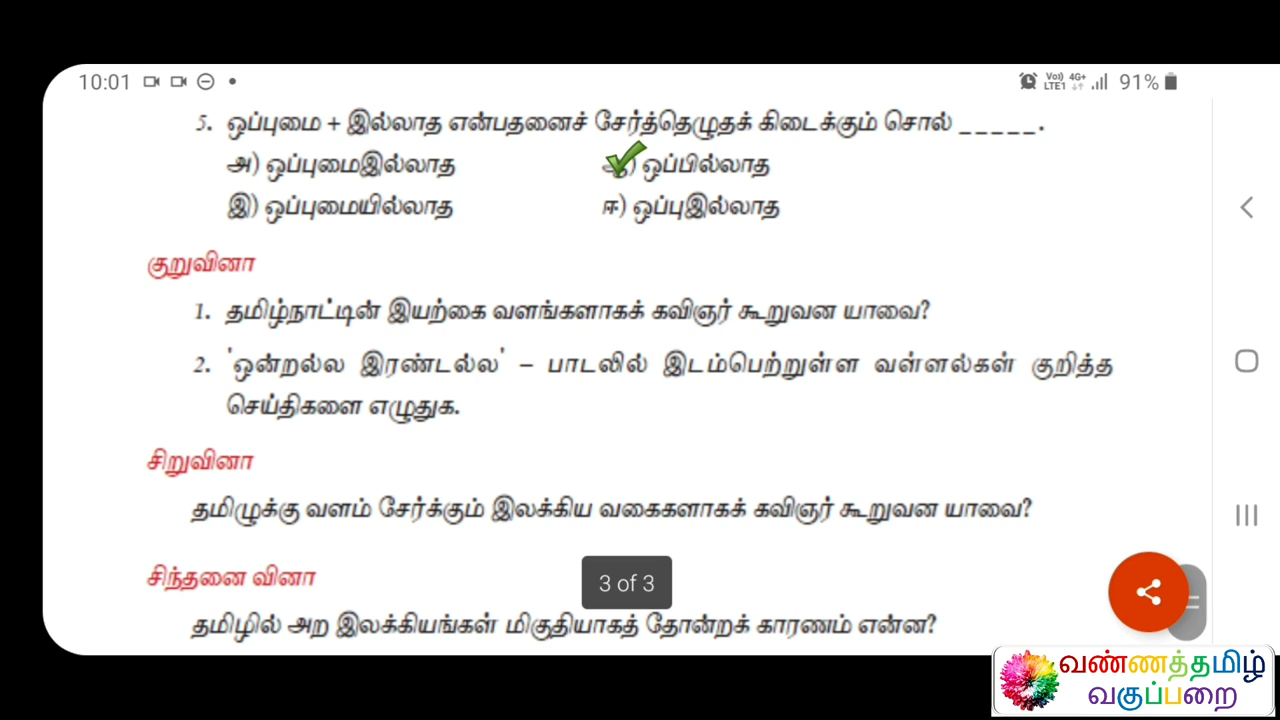 10:01 91%
Vo)) LTE1 4G+
5. ஒப்புமை + இல்லாத என்பதனைச் சேர்த்தெழுதக் கிடைக்கும் சொல் _____.
அ) ஒப்புமைஇல்லாத ஆ) ஒப்பில்லாத
இ) ஒப்புமையில்லாத ஈ) ஒப்புஇல்லாத
குறுவினா
1. தமிழ்நாட்டின் இயற்கை வளங்களாகக் கவிஞர் கூறுவன யாவை?
2. 'ஒன்றல்ல இரண்டல்ல' – பாடலில் இடம்பெற்றுள்ள வள்ளல்கள் குறித்த
செய்திகளை எழுதுக.
சிறுவினா
தமிழுக்கு வளம் சேர்க்கும் இலக்கிய வகைகளாகக் கவிஞர் கூறுவன யாவை?
சிந்தனை வினா
3 of 3
தமிழில் அற இலக்கியங்கள் மிகுதியாகத் தோன்றக் காரணம் என்ன?
வண்ணத்தமிழ்
வகுப்பறை